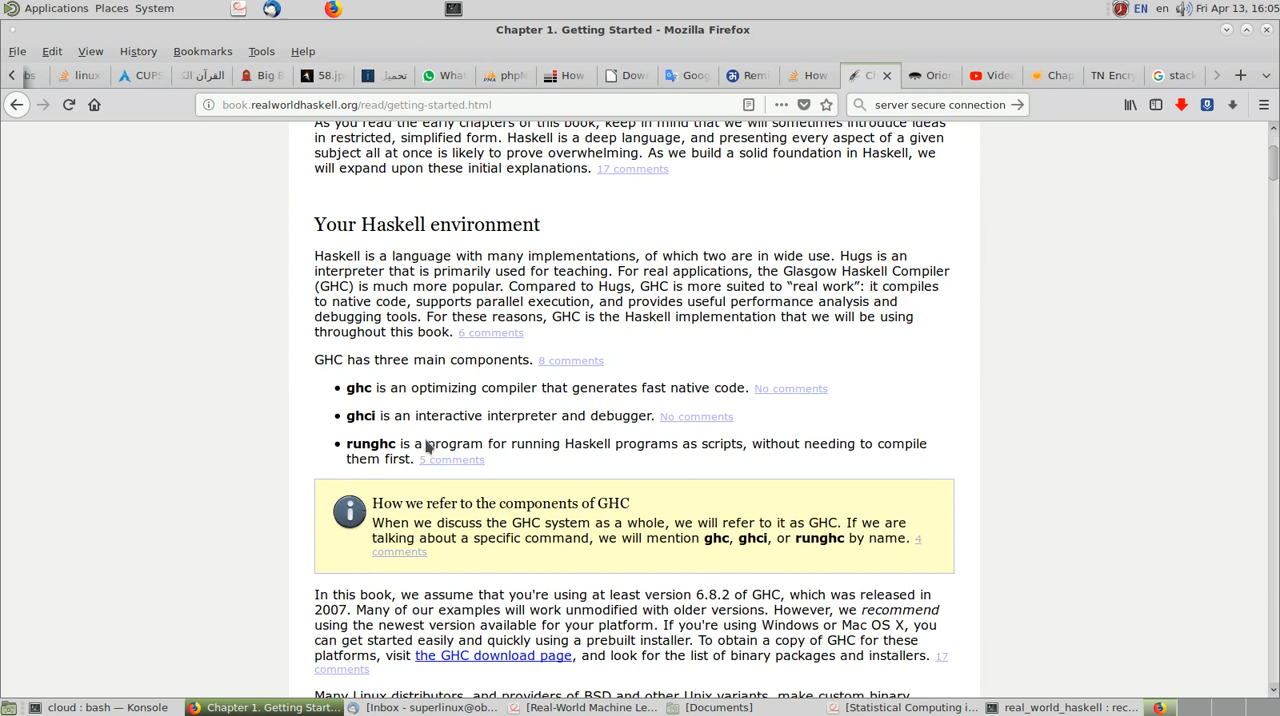 Applications Places System
EN en Fri Apr 13, 16:05
Chapter 1. Getting Started - Mozilla Firefox
File Edit View History Bookmarks Tools Help
bs linux CUPS القرآن ال Big B 58.jp تحميل What phpM How Dow Goog Remi How Ch Orion Video Chap TN Encry stack
book.realworldhaskell.org/read/getting-started.html
server secure connection
As you read the early chapters of this book, keep in mind that we will sometimes introduce ideas
in restricted, simplified form. Haskell is a deep language, and presenting every aspect of a given
subject all at once is likely to prove overwhelming. As we build a solid foundation in Haskell, we
will expand upon these initial explanations. 17 comments
Your Haskell environment
Haskell is a language with many implementations, of which two are in wide use. Hugs is an
interpreter that is primarily used for teaching. For real applications, the Glasgow Haskell Compiler
(GHC) is much more popular. Compared to Hugs, GHC is more suited to “real work”: it compiles
to native code, supports parallel execution, and provides useful performance analysis and
debugging tools. For these reasons, GHC is the Haskell implementation that we will be using
throughout this book. 6 comments
GHC has three main components. 8 comments
• ghc is an optimizing compiler that generates fast native code. No comments
• ghci is an interactive interpreter and debugger. No comments
• runghc is a program for running Haskell programs as scripts, without needing to compile
them first. 5 comments
How we refer to the components of GHC
When we discuss the GHC system as a whole, we will refer to it as GHC. If we are
talking about a specific command, we will mention ghc, ghci, or runghc by name. 4
comments
In this book, we assume that you're using at least version 6.8.2 of GHC, which was released in
2007. Many of our examples will work unmodified with older versions. However, we recommend
using the newest version available for your platform. If you're using Windows or Mac OS X, you
can get started easily and quickly using a prebuilt installer. To obtain a copy of GHC for these
platforms, visit the GHC download page, and look for the list of binary packages and installers. 17
comments
Many Linux distributors, and providers of BSD and other Unix variants, make custom binary
cloud : bash — Konsole Chapter 1. Getting Start... [Inbox - superlinux@ob... [Real-World Machine Le... [Documents] [Statistical Computing i... real_world_haskell : rec...